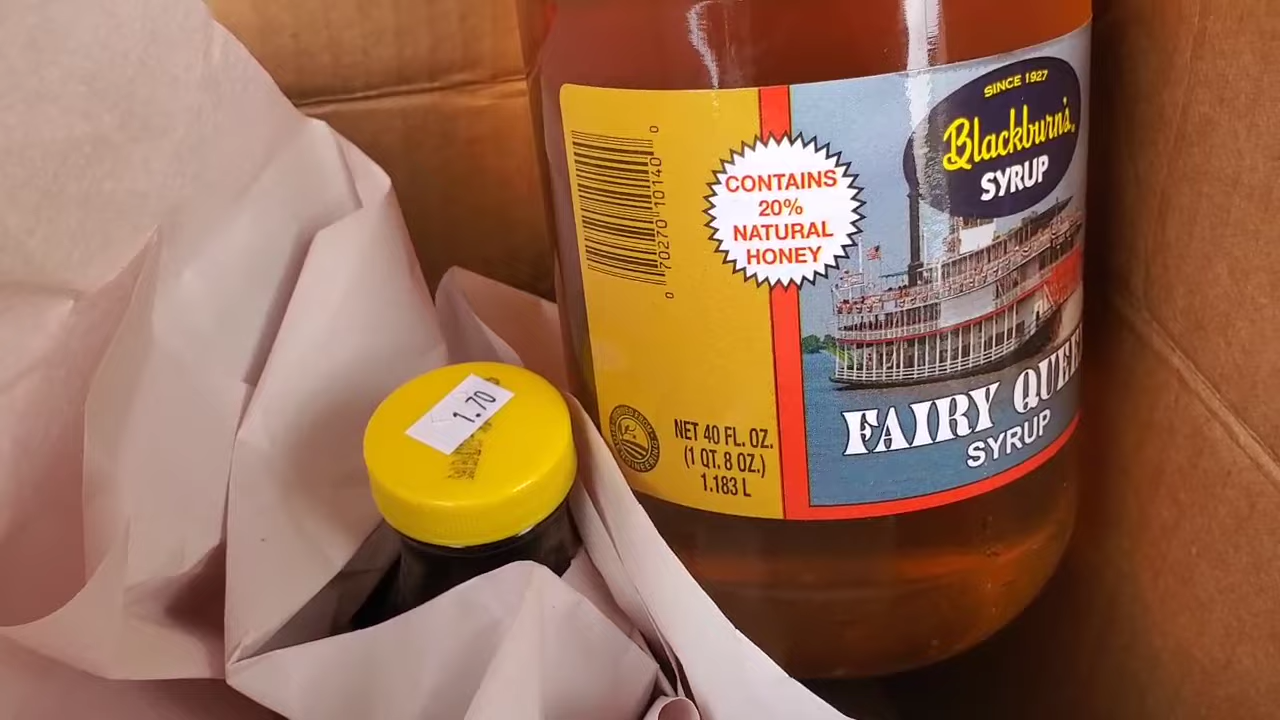 SINCE 1927
Blackburn's®
SYRUP
CONTAINS
20%
NATURAL
HONEY
0 70270 10140 0
FAIRY QUEE
SYRUP
NET 40 FL. OZ.
(1 QT. 8 OZ.)
1.183 L
1.70